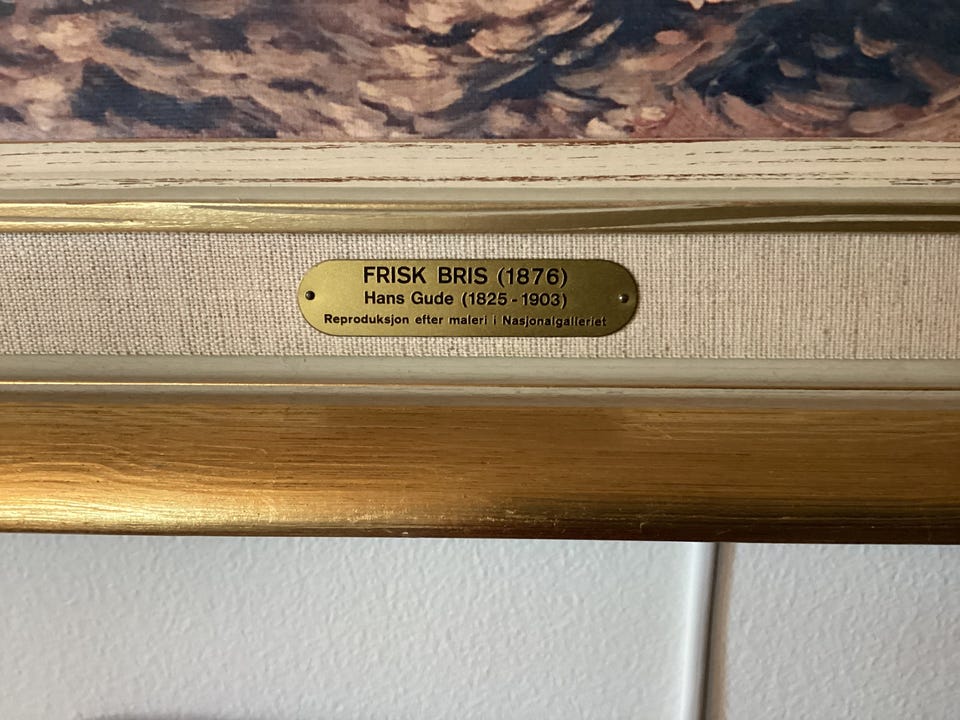 FRISK BRIS (1876)
Hans Gude (1825 - 1903)
Reproduksjon efter maleri i Nasjonalgalleriet